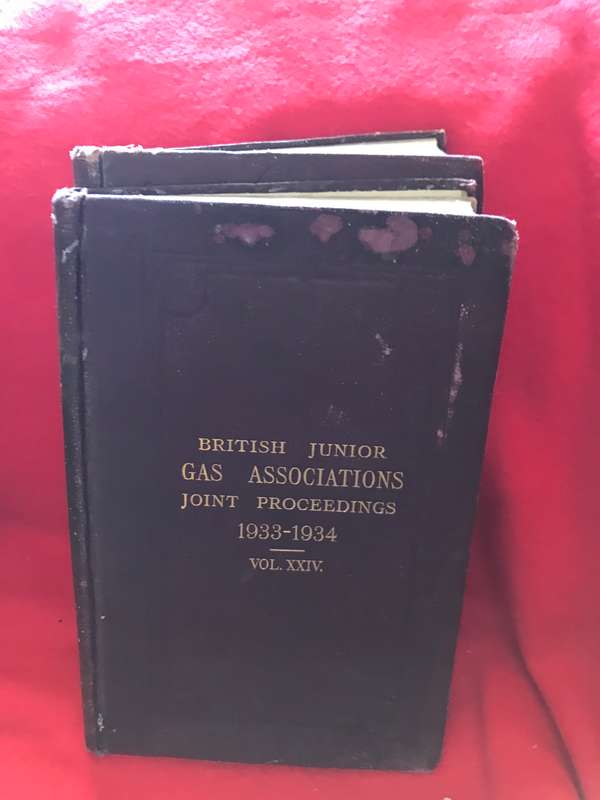 BRITISH JUNIOR
GAS ASSOCIATIONS
JOINT PROCEEDINGS
1933-1934
VOL. XXIV.